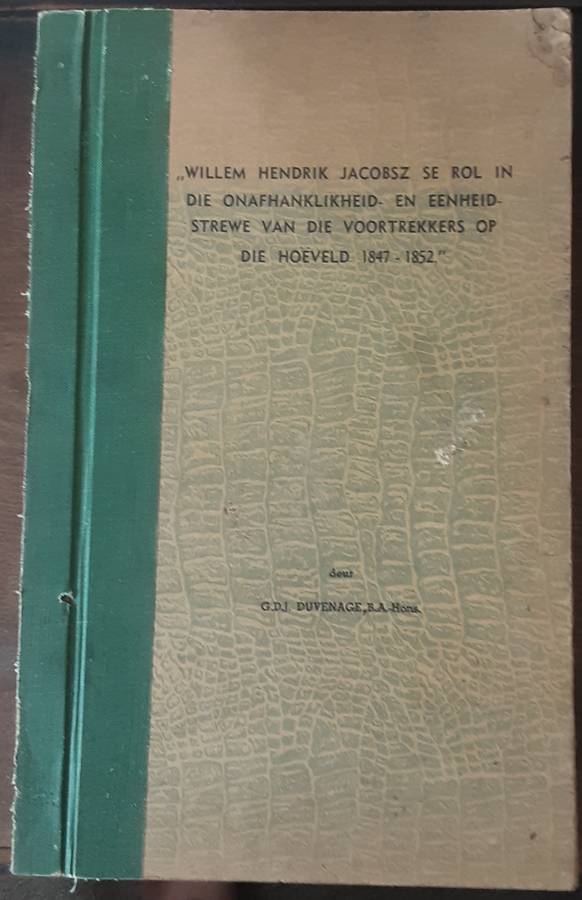 „WILLEM HENDRIK JACOBSZ SE ROL IN
DIE ONAFHANKLIKHEID- EN EENHEID-
STREWE VAN DIE VOORTREKKERS OP
DIE HOËVELD 1847 - 1852."
deur
G.D.J. DUVENAGE, B.A.-Hons.